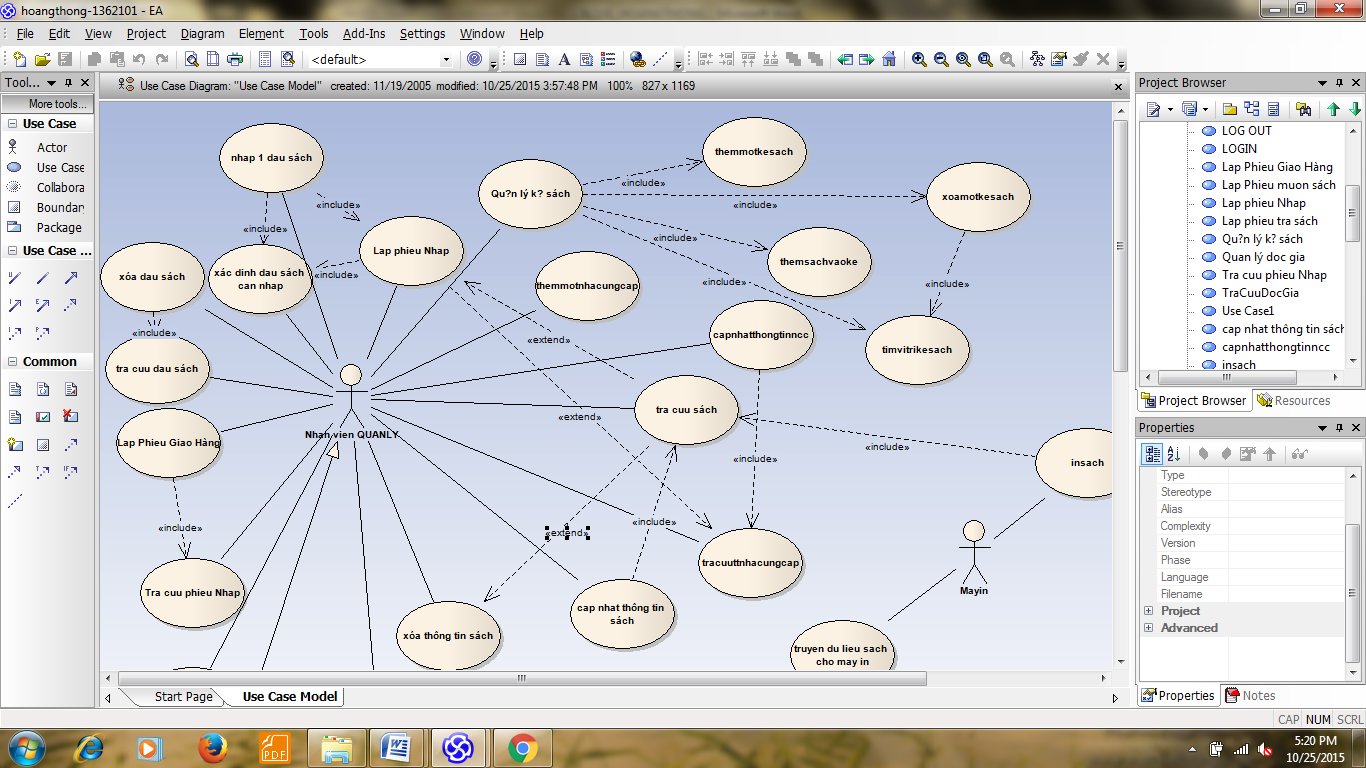 hoangthong-1362101 - EA
File Edit View Project Diagram Element Tools Add-Ins Settings Window Help
<default>
Tool...
More tools...
Use Case
Actor
Use Case
Collabora
Boundar
Package
Use Case ...
Common
Use Case Diagram: "Use Case Model" created: 11/19/2005 modified: 10/25/2015 3:57:48 PM 100% 827 x 1169
nhap 1 dau sách
«include»
«include»
Lap phieu Nhap
xóa dau sách
xác dinh dau sách
can nhap
«include»
«include»
tra cuu dau sách
Lap Phieu Giao Hàng
«include»
Tra cuu phieu Nhap
Nhan vien QUANLY
Qu?n lý k? sách
«include»
themmotkesach
«include»
xoamotkesach
«include»
themsachvaoke
«include»
«include»
timvitrikesach
themmotnhacungcap
capnhatthongtinncc
«extend»
«extend»
tra cuu sách
«include»
«include»
insach
«extend»
«include»
tracuuttnhacungcap
xóa thông tin sách
cap nhat thông tin
sách
Mayin
truyen du lieu sach
cho may in
Start Page
Use Case Model
Project Browser
LOG OUT
LOGIN
Lap Phieu Giao Hàng
Lap Phieu muon sách
Lap phieu Nhap
Lap phieu tra sách
Qu?n lý k? sách
Quan lý doc gia
Tra cuu phieu Nhap
TraCuuDocGia
Use Case1
cap nhat thông tin sách
capnhatthongtinncc
insach
Project Browser
Resources
Properties
Type
Stereotype
Alias
Complexity
Version
Phase
Language
Filename
Project
Advanced
Properties
Notes
CAP NUM SCRL
PDF
5:20 PM
10/25/2015